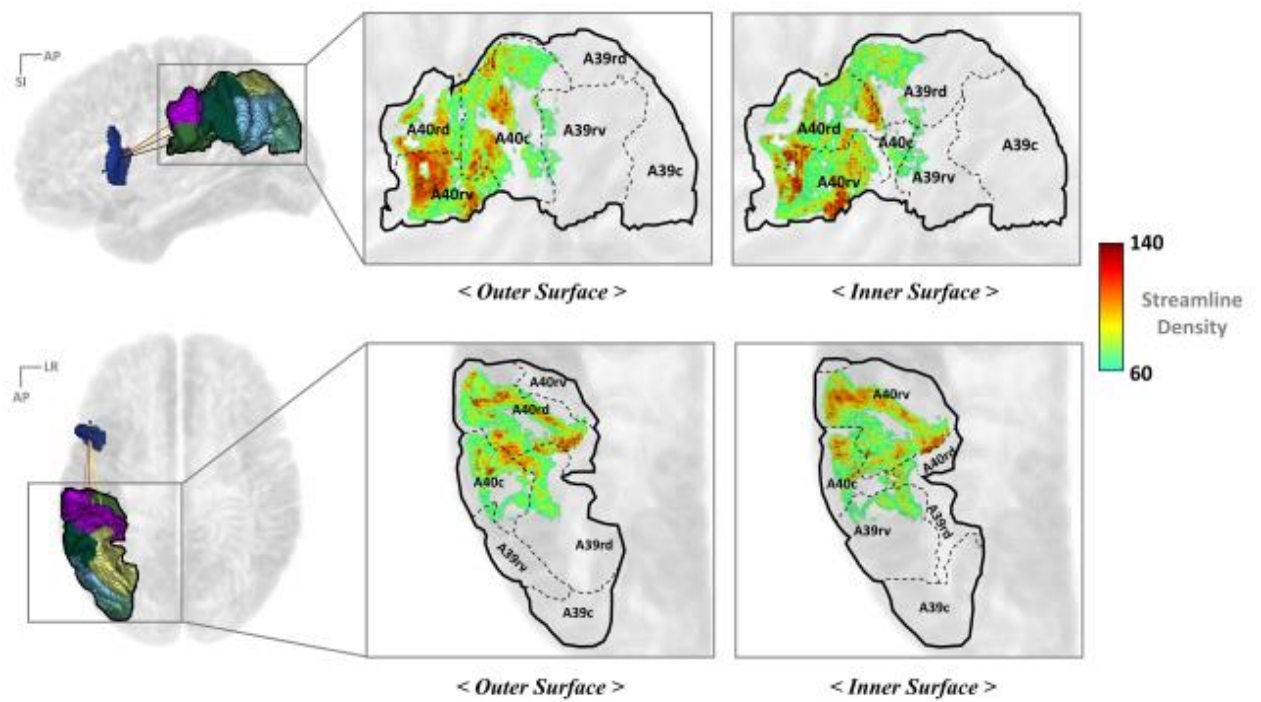 AP
SI
A39rd
A40rd
A40c
A39rv
A39c
A40rv
A39rd
A40rd
A40c
A39c
A40rv
A39rv
< Outer Surface >
< Inner Surface >
140
Streamline
Density
60
LR
AP
A40rv
A40rd
A40c
A39rd
A39rv
A39c
A40rv
A40rd
A40c
A39rd
A39rv
A39c
< Outer Surface >
< Inner Surface >